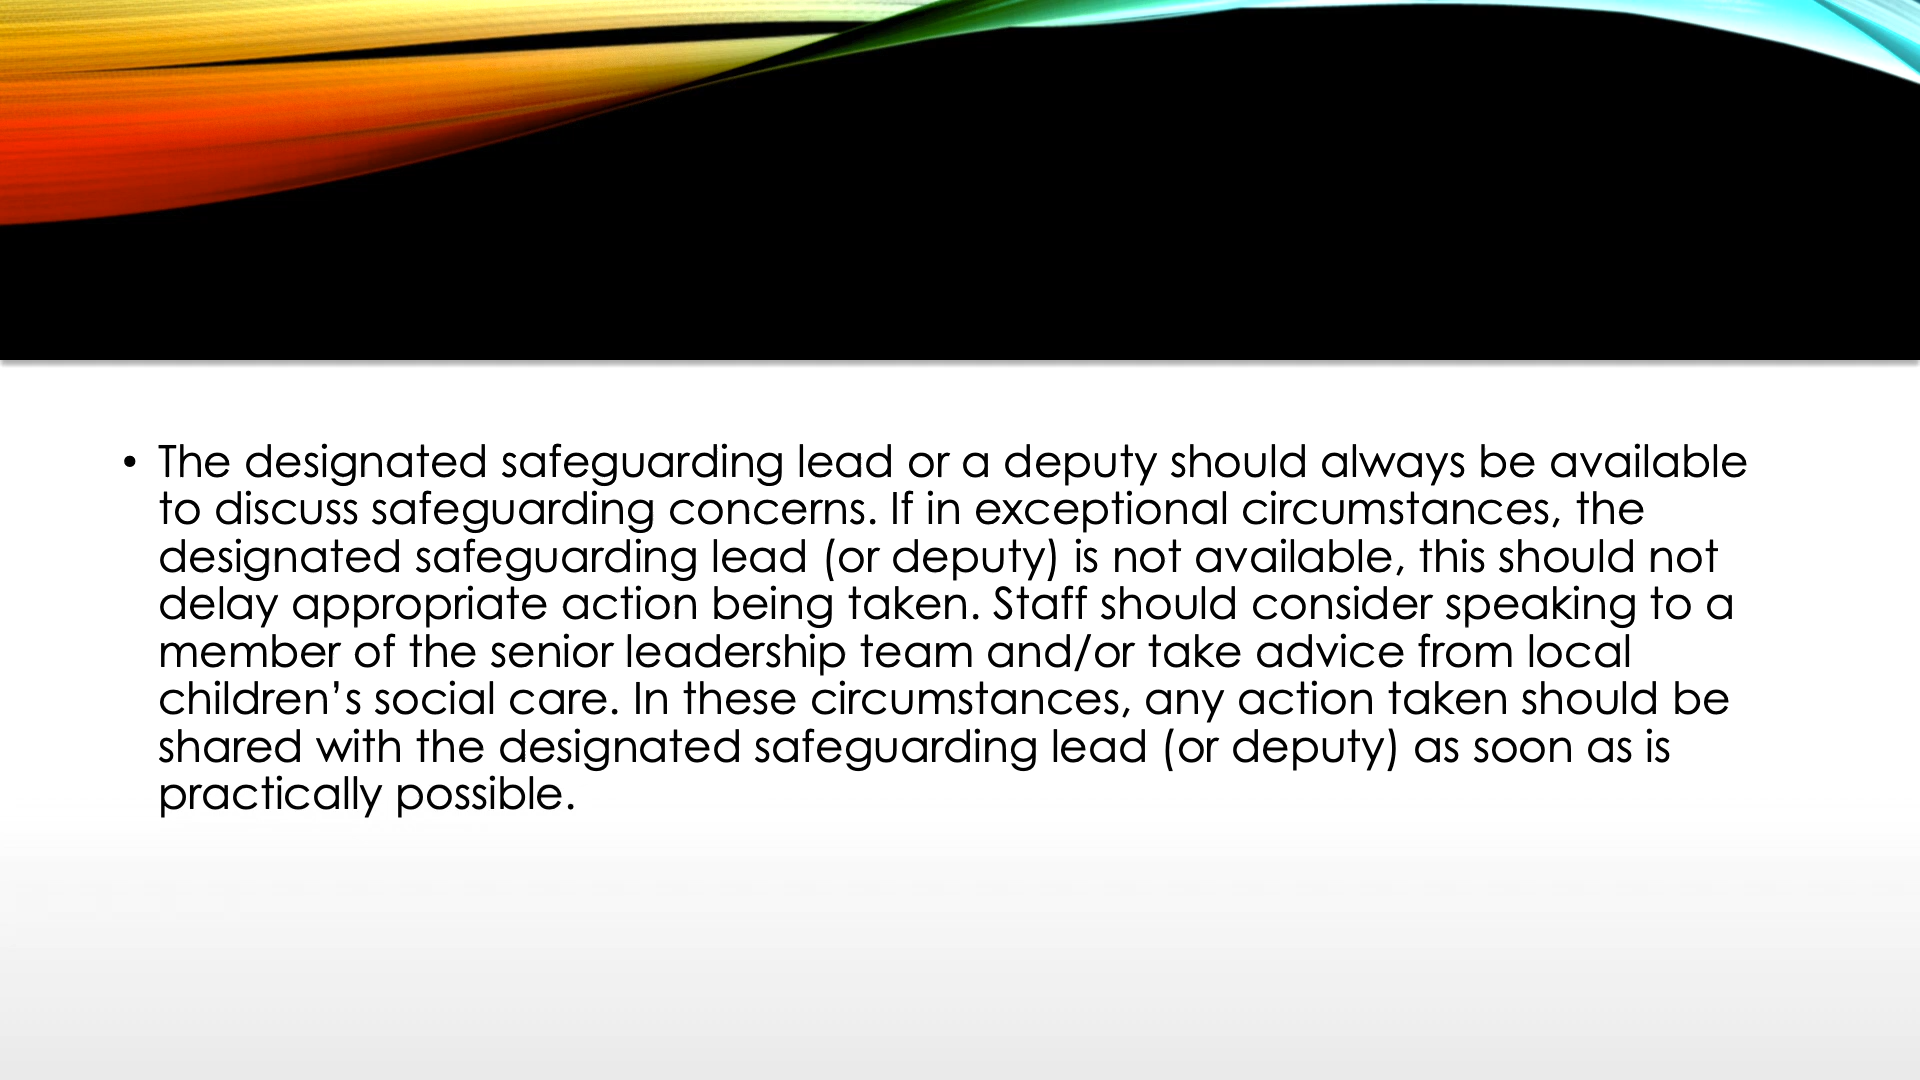 • The designated safeguarding lead or a deputy should always be available
to discuss safeguarding concerns. If in exceptional circumstances, the
designated safeguarding lead (or deputy) is not available, this should not
delay appropriate action being taken. Staff should consider speaking to a
member of the senior leadership team and/or take advice from local
children’s social care. In these circumstances, any action taken should be
shared with the designated safeguarding lead (or deputy) as soon as is
practically possible.